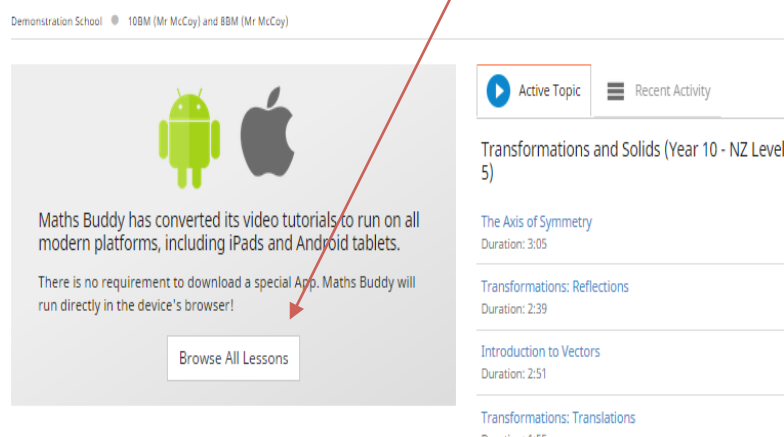 Demonstration School 10BM (Mr McCoy) and 8BM (Mr McCoy)
Maths Buddy has converted its video tutorials to run on all
modern platforms, including iPads and Android tablets.
There is no requirement to download a special App. Maths Buddy will
run directly in the device's browser!
Browse All Lessons
Active Topic
Recent Activity
Transformations and Solids (Year 10 - NZ Level
5)
The Axis of Symmetry
Duration: 3:05
Transformations: Reflections
Duration: 2:39
Introduction to Vectors
Duration: 2:51
Transformations: Translations